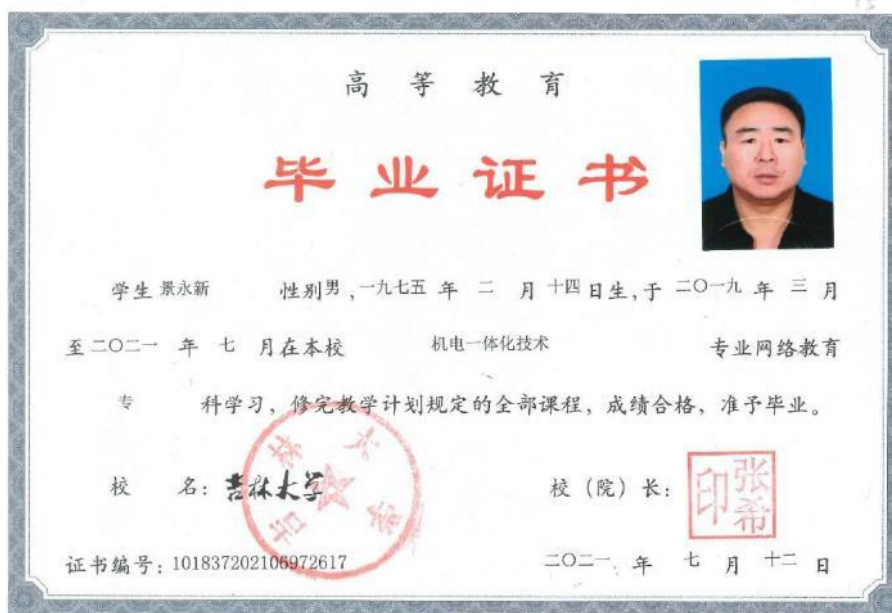 高等教育
毕业证书
学生 景永新 性别 男 ,一九七五 年 二 月 十四 日生,于 二〇一九 年 三 月
至 二〇二一 年 七 月在本校 机电一体化技术 专业网络教育
专 科学习，修完教学计划规定的全部课程，成绩合格，准予毕业。
校 名：吉林大学 校（院）长：
吉林大学
张希印
证书编号：101837202106972617 二〇二一 年 七 月 十二 日